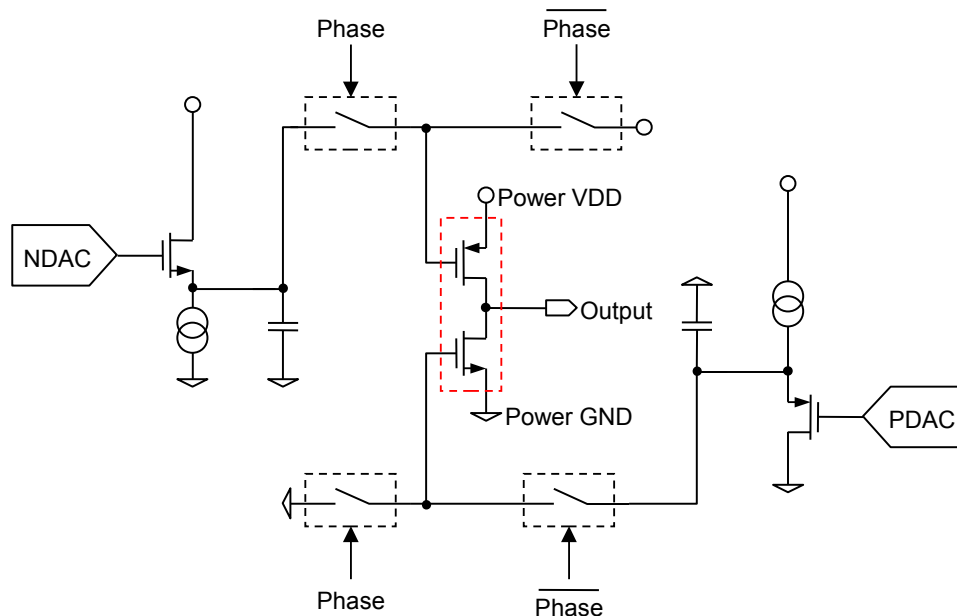 Phase
Phase
Power VDD
NDAC
Output
Power GND
PDAC
Phase
Phase